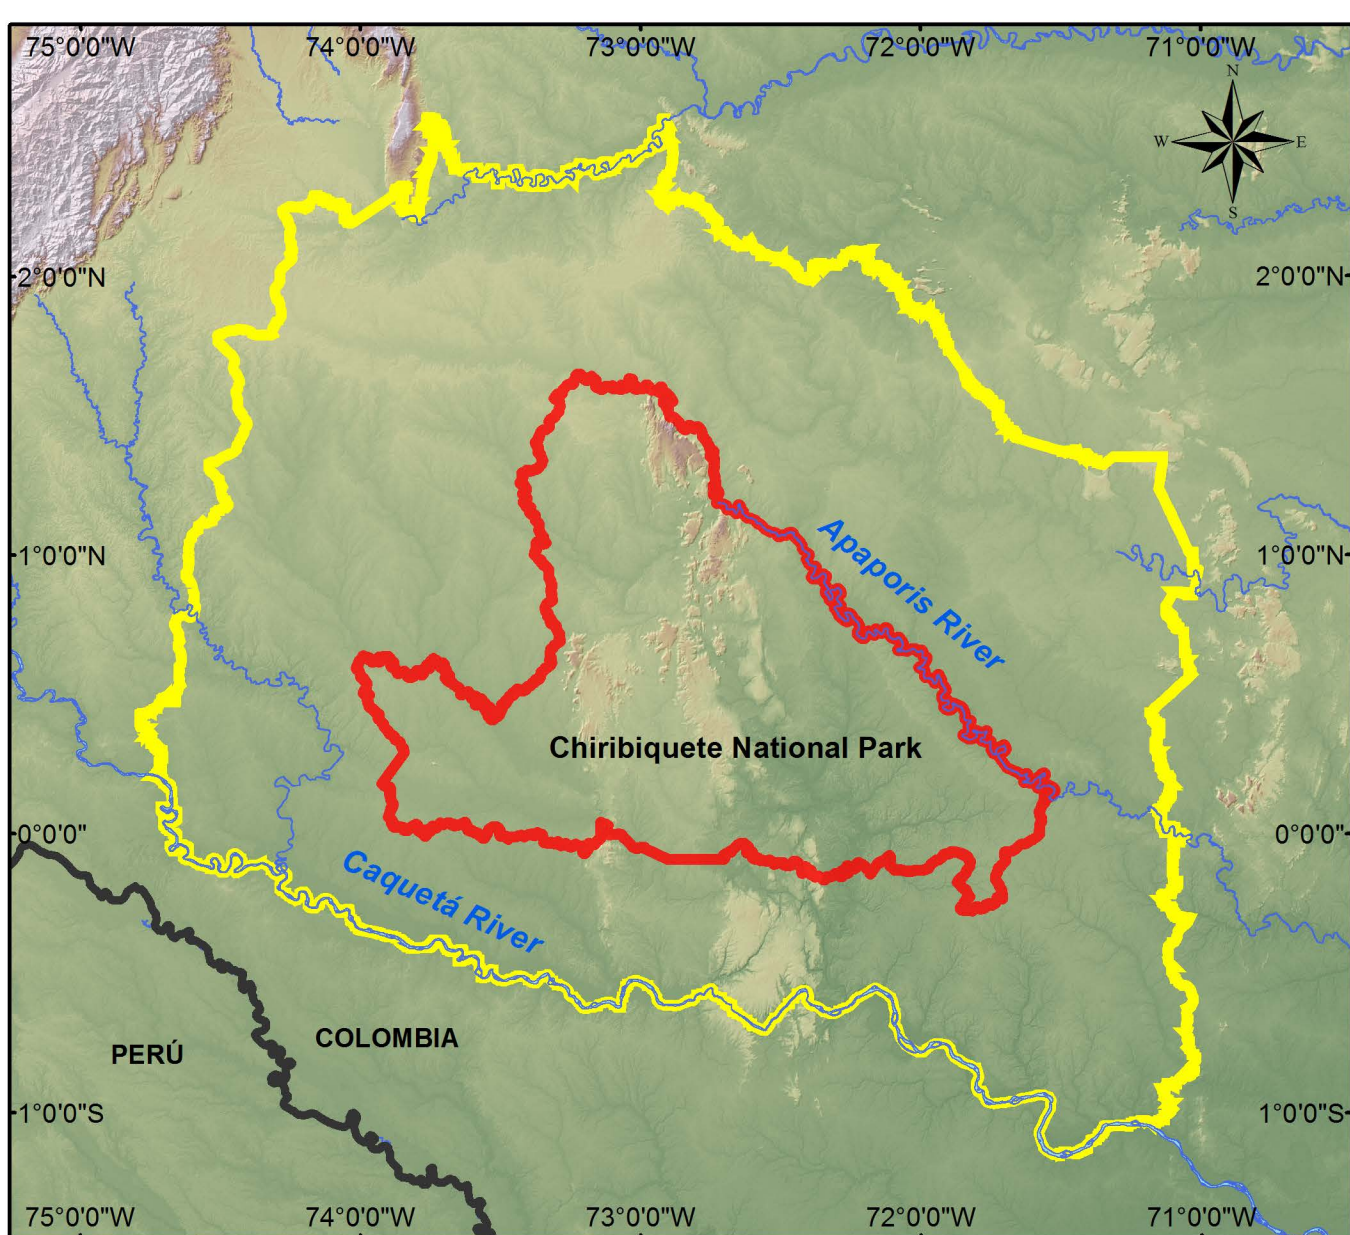 75°0'0"W 74°0'0"W 73°0'0"W 72°0'0"W 71°0'0"W
N
W E
S
2°0'0"N 2°0'0"N
1°0'0"N 1°0'0"N
Apaporis River
Chiribiquete National Park
0°0'0" 0°0'0"
Caquetá River
COLOMBIA
PERÚ
1°0'0"S 1°0'0"S
75°0'0"W 74°0'0"W 73°0'0"W 72°0'0"W 71°0'0"W